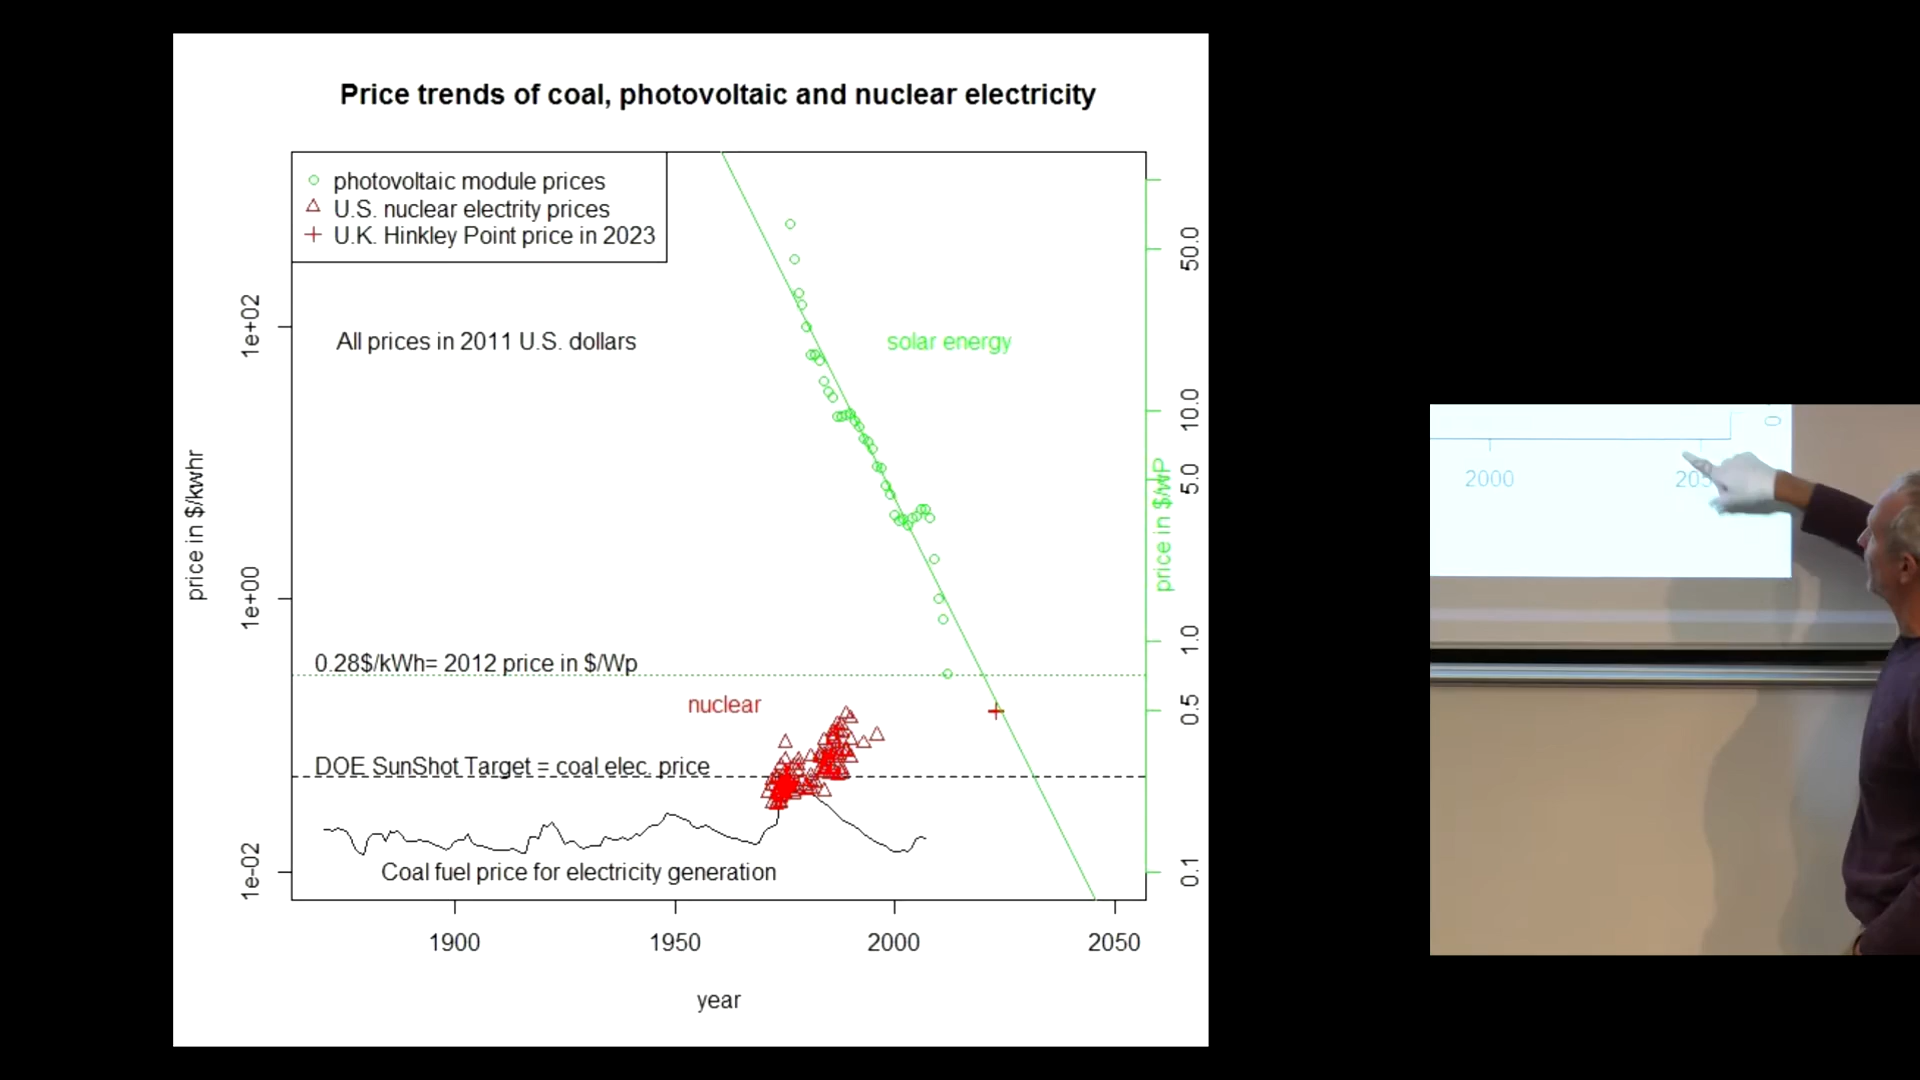 Price trends of coal, photovoltaic and nuclear electricity
photovoltaic module prices
U.S. nuclear electrity prices
U.K. Hinkley Point price in 2023
All prices in 2011 U.S. dollars
solar energy
0.28$/kWh= 2012 price in $/Wp
nuclear
DOE SunShot Target = coal elec. price
Coal fuel price for electricity generation
price in $/kwhr
1e+02
1e+00
1e-02
price in $/WP
50.0
10.0
5.0
1.0
0.5
0.1
1900
1950
2000
2050
year
0
2000